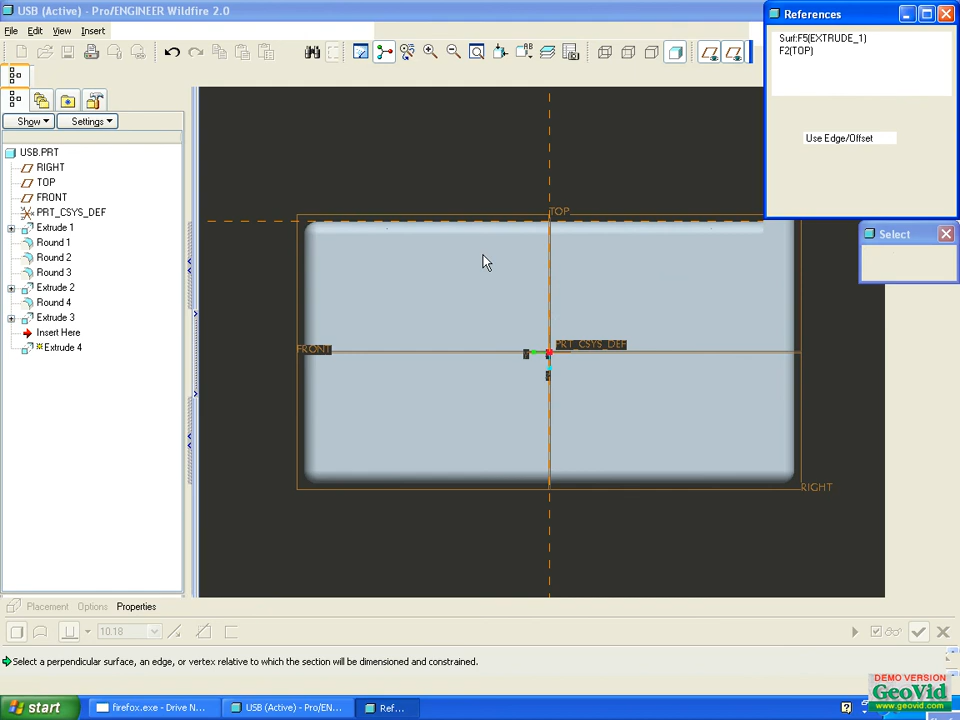 USB (Active) - Pro/ENGINEER Wildfire 2.0
File Edit View Insert
Show Settings
USB.PRT
RIGHT
TOP
FRONT
PRT_CSYS_DEF
Extrude 1
Round 1
Round 2
Round 3
Extrude 2
Round 4
Extrude 3
Insert Here
Extrude 4
TOP
FRONT
PRT_CSYS_DEF
RIGHT
References
Surf:F5(EXTRUDE_1)
F2(TOP)
Use Edge/Offset
Select
Placement Options Properties
10.18
Select a perpendicular surface, an edge, or vertex relative to which the section will be dimensioned and constrained.
start
firefox.exe - Drive N...
USB (Active) - Pro/EN...
Ref...
DEMO VERSION
GeoVid
www.geovid.com